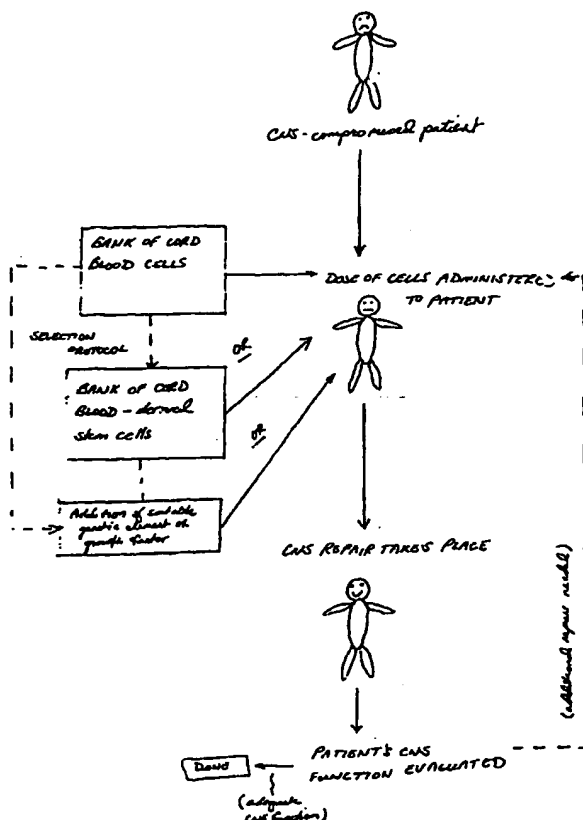 CNS-compromised patient
BANK OF CORD
BLOOD CELLS
DOSE OF CELLS ADMINISTERED
TO PATIENT
SELECTION
PROTOCOL
or
BANK OF CORD
BLOOD-derived
stem cells
or
Addition of suitable
genetic element or
growth factor
CNS REPAIR TAKES PLACE
(additional repair needed)
PATIENT'S CNS
FUNCTION EVALUATED
DONE
(adequate
CNS function)